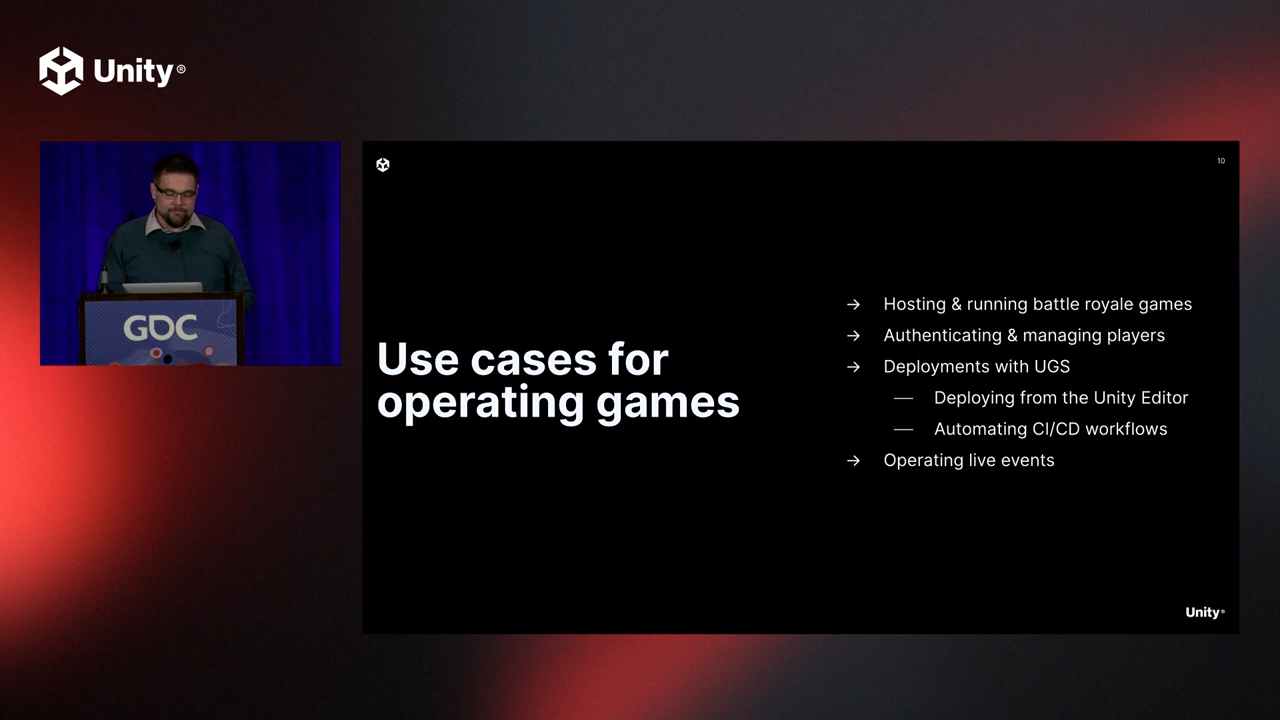 Unity®
GDC
10
Use cases for
operating games
→ Hosting & running battle royale games
→ Authenticating & managing players
→ Deployments with UGS
— Deploying from the Unity Editor
— Automating CI/CD workflows
→ Operating live events
Unity®